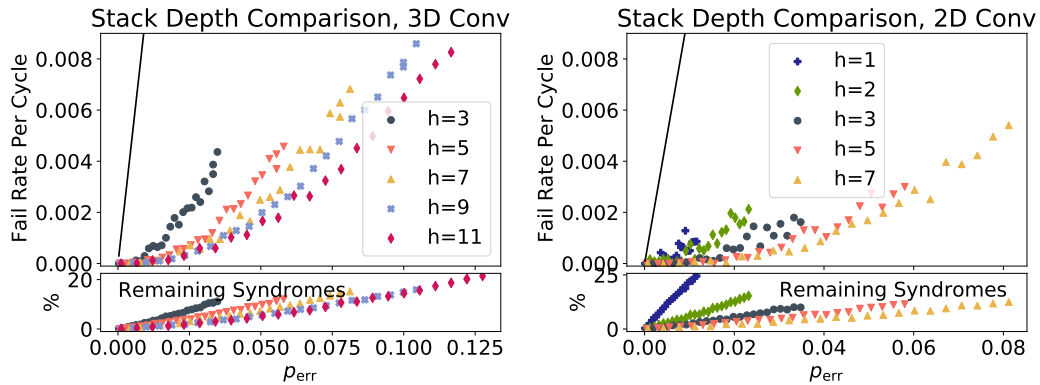 Stack Depth Comparison, 3D Conv
Fail Rate Per Cycle
0.008
0.006
0.004
0.002
0.000
h=3
h=5
h=7
h=9
h=11
%
20
0
Remaining Syndromes
0.000 0.025 0.050 0.075 0.100 0.125
perr
Stack Depth Comparison, 2D Conv
Fail Rate Per Cycle
0.008
0.006
0.004
0.002
0.000
h=1
h=2
h=3
h=5
h=7
%
25
0
Remaining Syndromes
0.00 0.02 0.04 0.06 0.08
perr